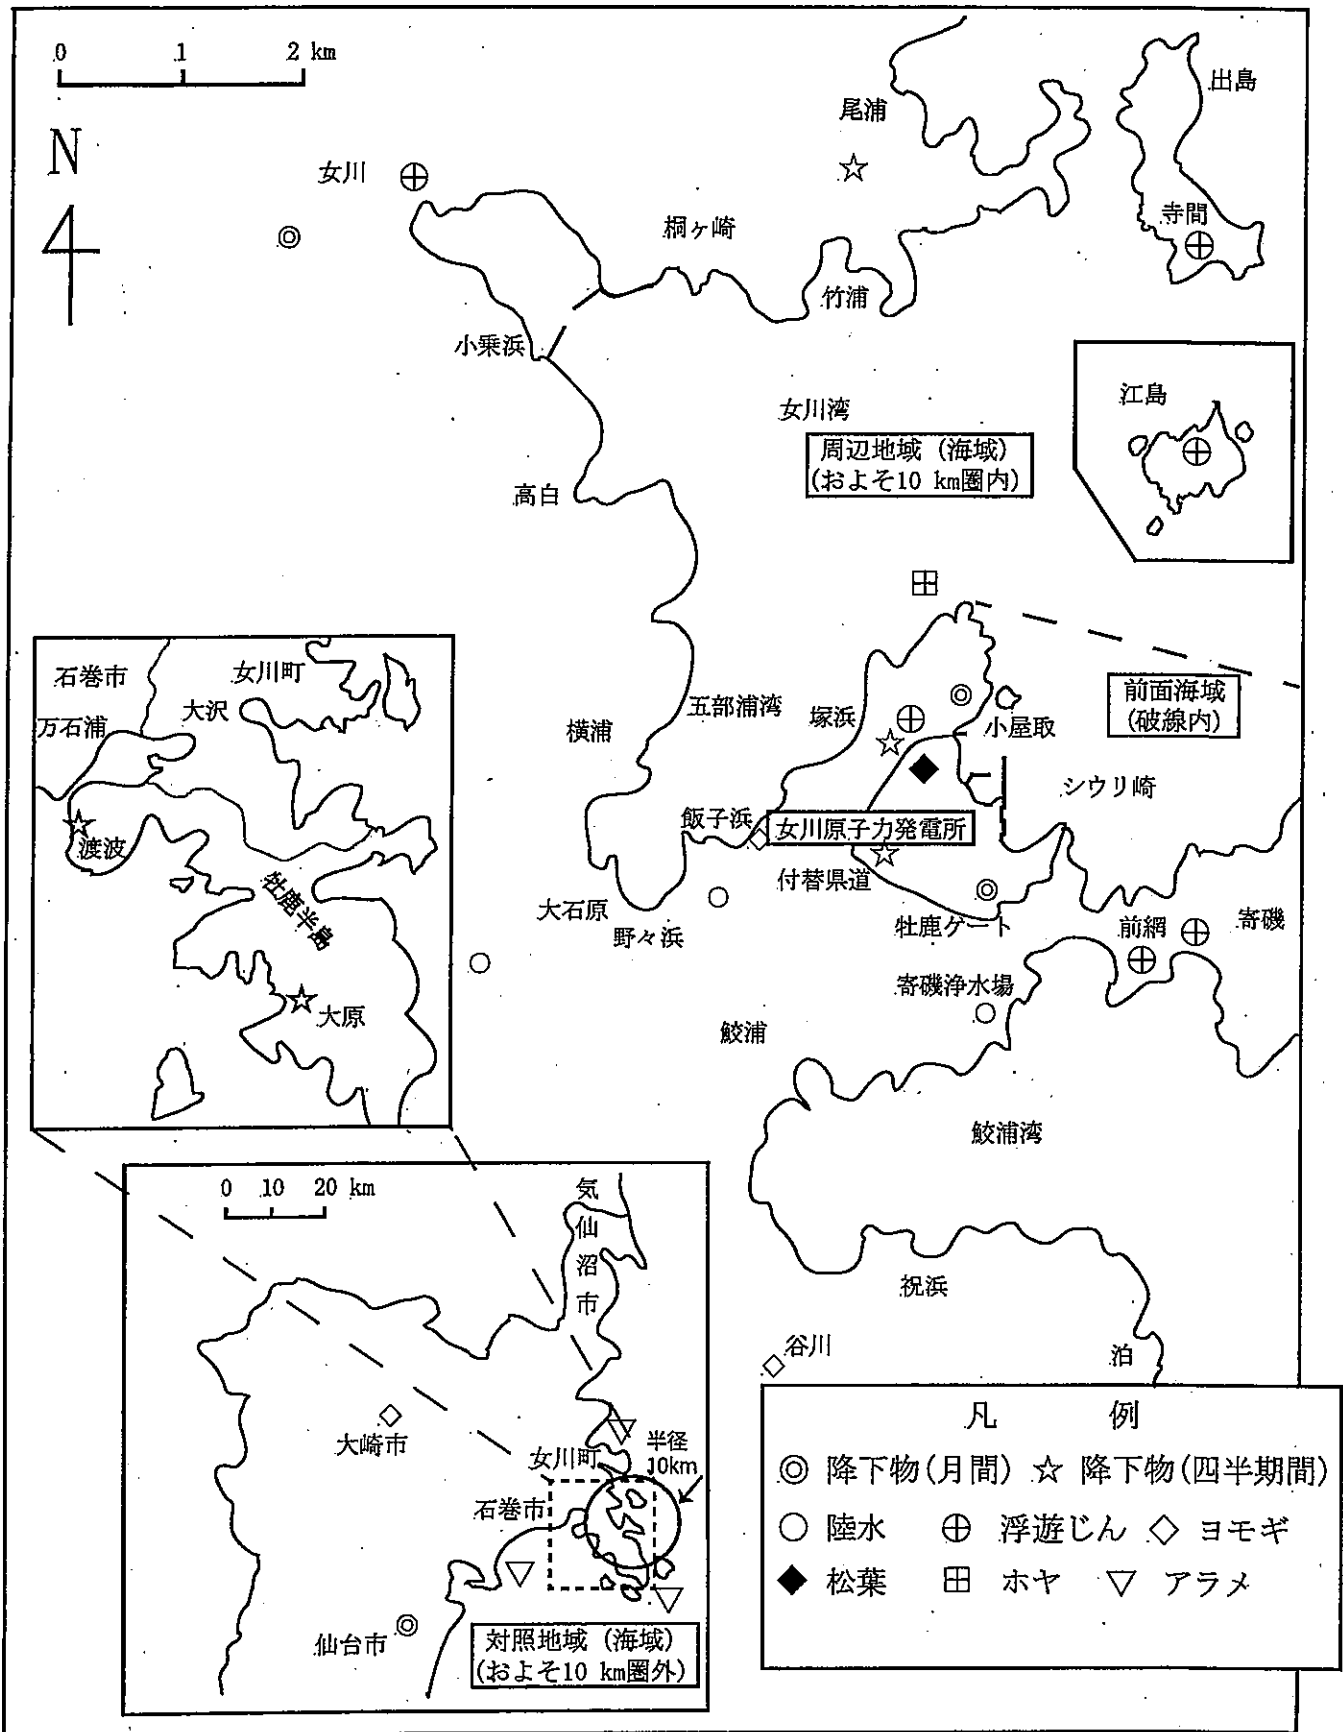 0 1 2 km
N
女川
尾浦
出島
寺間
桐ヶ崎
竹浦
小乗浜
女川湾
周辺地域（海域）
(およそ10 km圏内)
江島
高白
前面海域
(破線内)
五部浦湾
塚浜
小屋取
横浦
シウリ崎
飯子浜
女川原子力発電所
付替県道
大石原
野々浜
牡鹿ゲート
前網
寄磯
寄磯浄水場
鮫浦
鮫浦湾
祝浜
谷川
泊
石巻市
女川町
万石浦
大沢
渡波
牡鹿半島
大原
0 10 20 km
気仙沼市
大崎市
女川町
半径
10km
石巻市
仙台市
対照地域（海域）
(およそ10 km圏外)
凡 例
◎ 降下物(月間) ☆ 降下物(四半期間)
○ 陸水 ⊕ 浮遊じん ◇ ヨモギ
◆ 松葉 ⊞ ホヤ ▽ アラメ